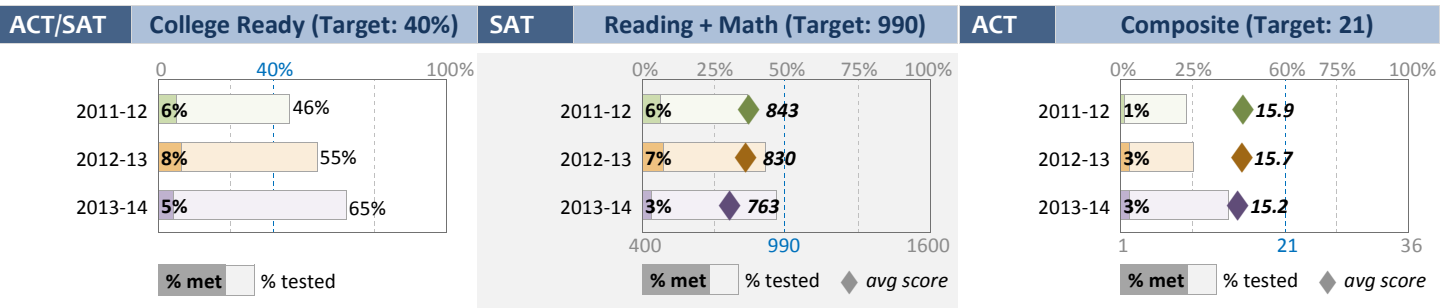 ACT/SAT College Ready (Target: 40%)
0 40% 100%
2011-12 6% 46%
2012-13 8% 55%
2013-14 5% 65%
% met % tested
SAT Reading + Math (Target: 990)
0% 25% 50% 75% 100%
2011-12 6% 843
2012-13 7% 830
2013-14 3% 763
400 990 1600
% met % tested avg score
ACT Composite (Target: 21)
0% 25% 60% 75% 100%
2011-12 1% 15.9
2012-13 3% 15.7
2013-14 3% 15.2
1 21 36
% met % tested avg score